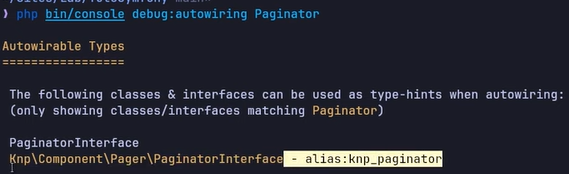 ❯ php bin/console debug:autowiring Paginator
Autowirable Types
=================
The following classes & interfaces can be used as type-hints when autowiring:
(only showing classes/interfaces matching Paginator)
PaginatorInterface
Knp\Component\Pager\PaginatorInterface - alias:knp_paginator